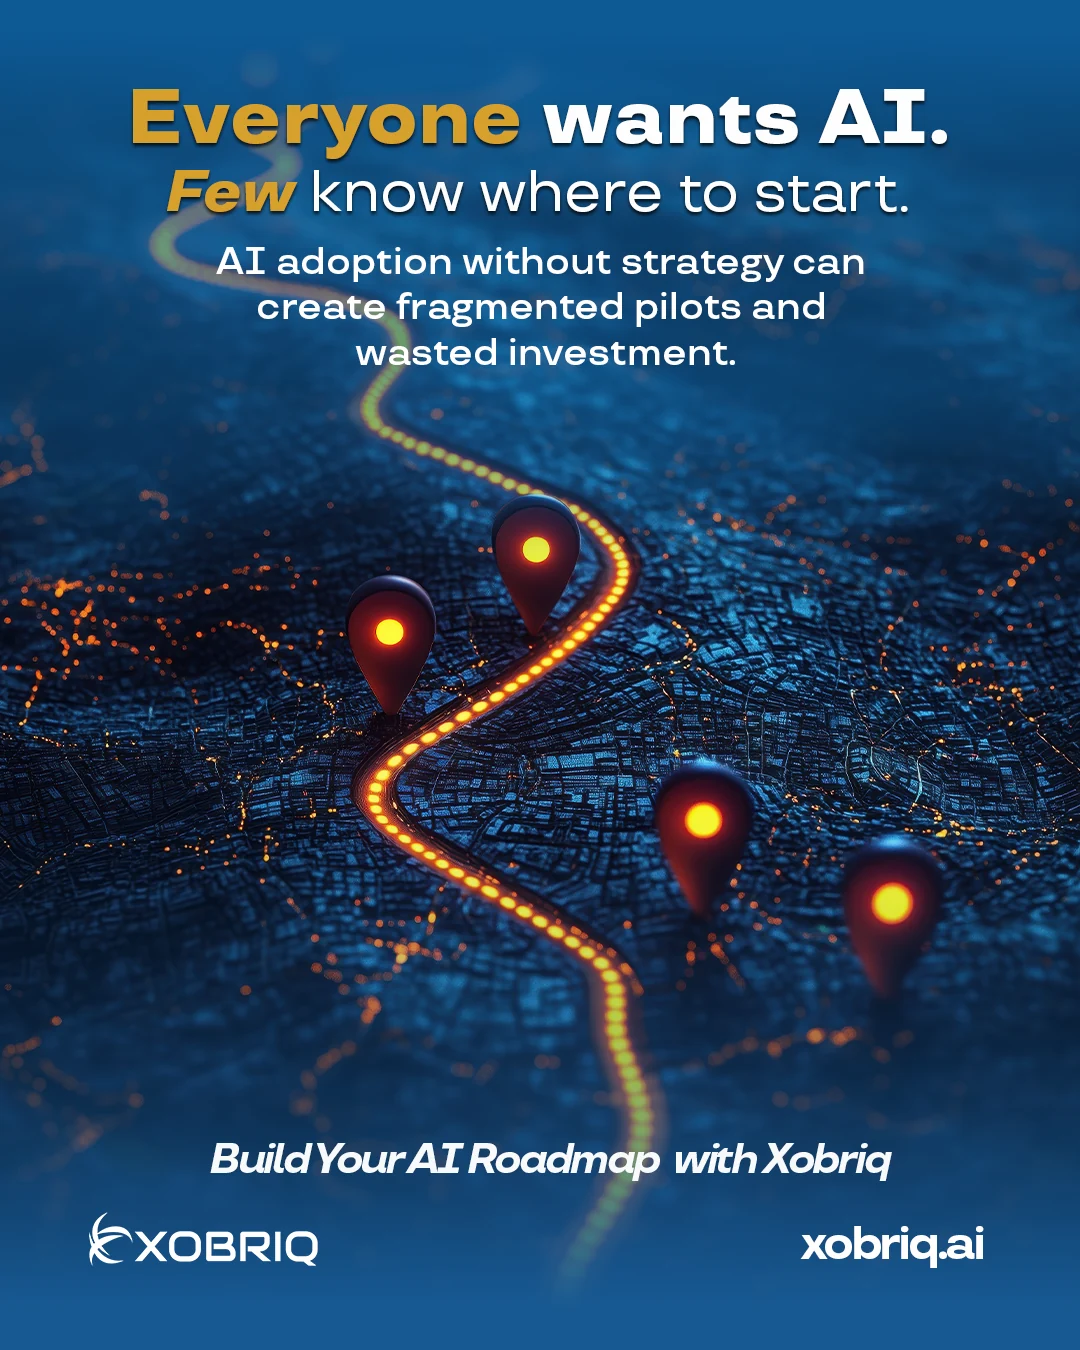 Everyone wants AI.
Few know where to start.
AI adoption without strategy can
create fragmented pilots and
wasted investment.
Build Your AI Roadmap with Xobriq
XOBRIQ
xobriq.ai